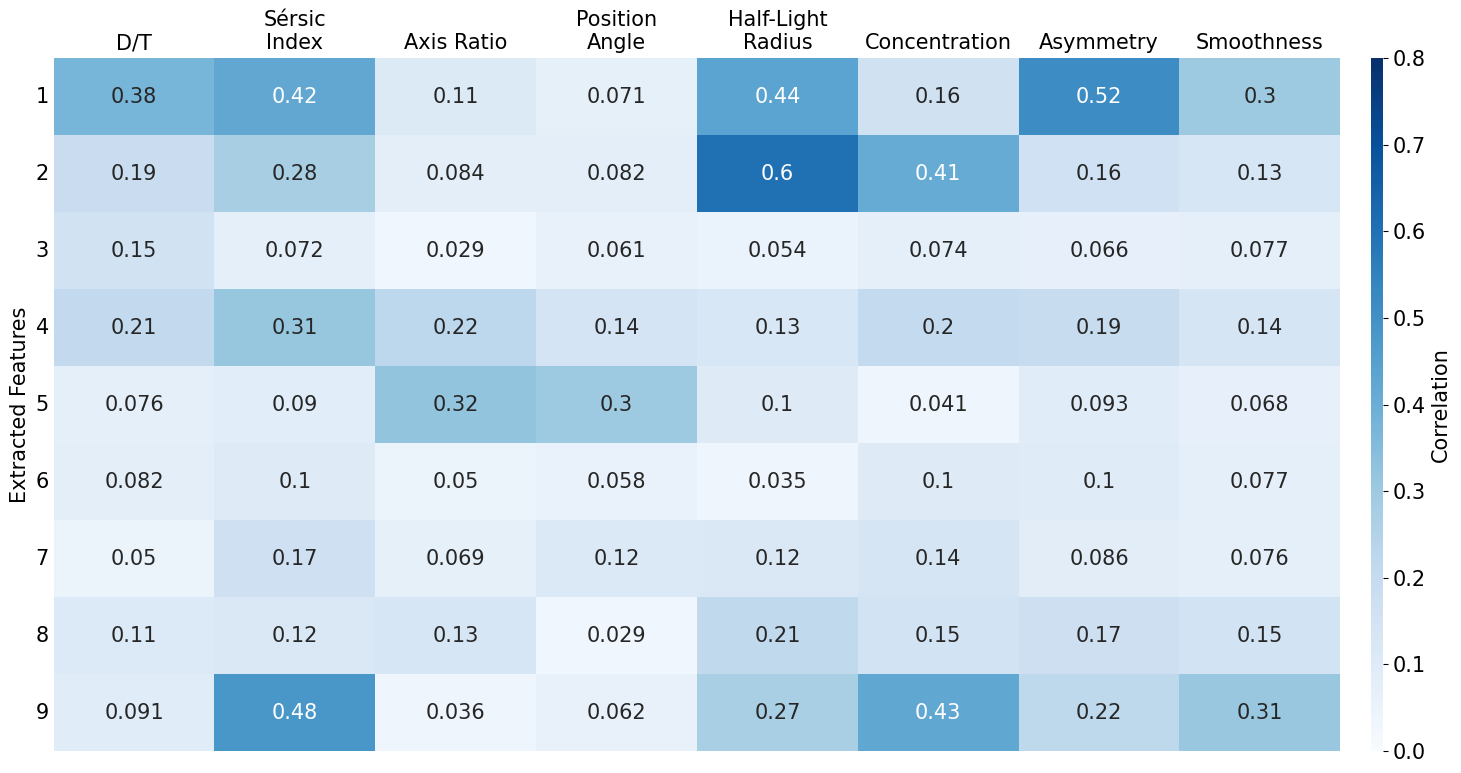 Sérsic
Index
Position
Angle
Half-Light
Radius
D/T
Axis Ratio
Concentration
Asymmetry
Smoothness
1 0.38 0.42 0.11 0.071 0.44 0.16 0.52 0.3
2 0.19 0.28 0.084 0.082 0.6 0.41 0.16 0.13
3 0.15 0.072 0.029 0.061 0.054 0.074 0.066 0.077
4 0.21 0.31 0.22 0.14 0.13 0.2 0.19 0.14
5 0.076 0.09 0.32 0.3 0.1 0.041 0.093 0.068
6 0.082 0.1 0.05 0.058 0.035 0.1 0.1 0.077
7 0.05 0.17 0.069 0.12 0.12 0.14 0.086 0.076
8 0.11 0.12 0.13 0.029 0.21 0.15 0.17 0.15
9 0.091 0.48 0.036 0.062 0.27 0.43 0.22 0.31
Extracted Features
0.8
0.7
0.6
0.5
0.4
0.3
0.2
0.1
0.0
Correlation